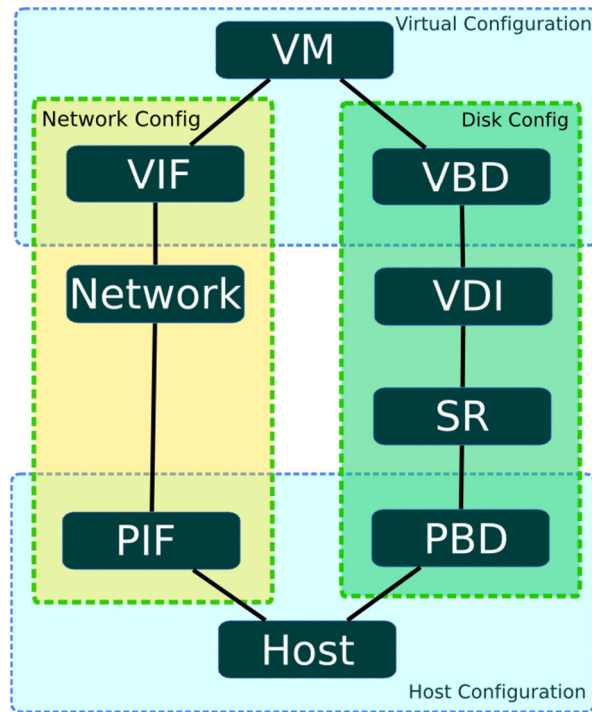 Virtual Configuration
VM
Network Config
Disk Config
VIF
VBD
Network
VDI
SR
PIF
PBD
Host
Host Configuration